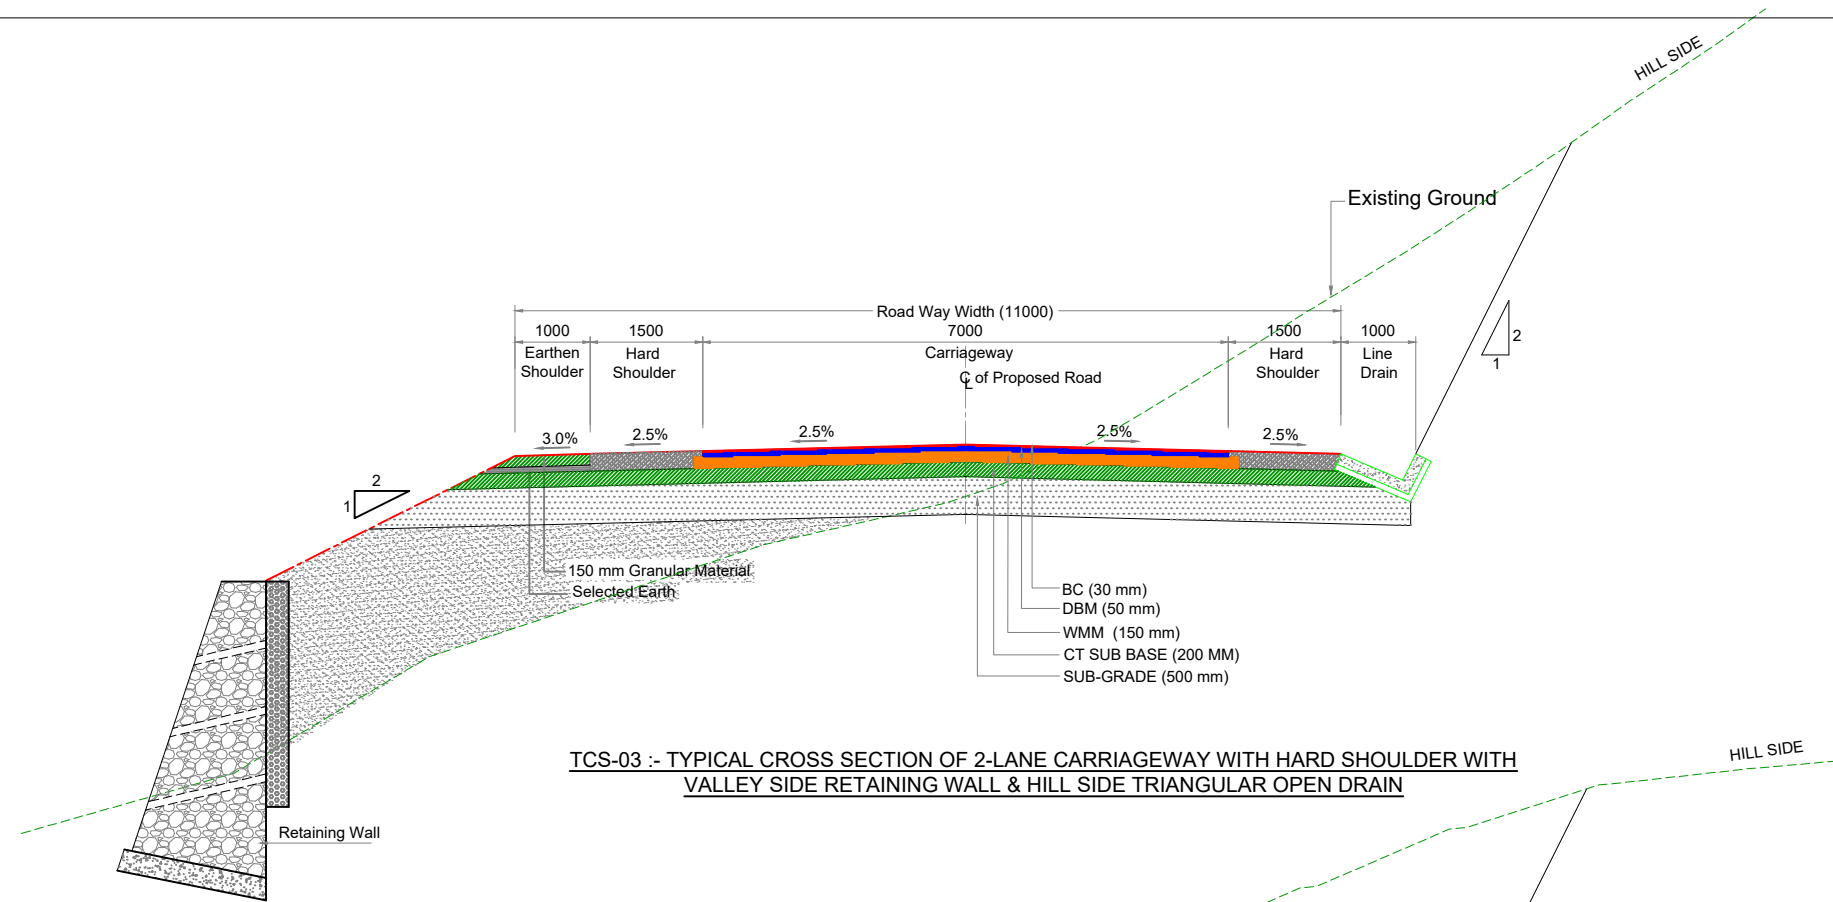 HILL SIDE
Existing Ground
Road Way Width (11000)
1000
1500
7000
1500
1000
Earthen
Shoulder
Hard
Shoulder
Carriageway
Hard
Shoulder
Line
Drain
℄ of Proposed Road
2
1
3.0%
2.5%
2.5%
2.5%
2.5%
2
1
150 mm Granular Material
Selected Earth
BC (30 mm)
DBM (50 mm)
WMM (150 mm)
CT SUB BASE (200 MM)
SUB-GRADE (500 mm)
TCS-03 :- TYPICAL CROSS SECTION OF 2-LANE CARRIAGEWAY WITH HARD SHOULDER WITH
VALLEY SIDE RETAINING WALL & HILL SIDE TRIANGULAR OPEN DRAIN
HILL SIDE
Retaining Wall